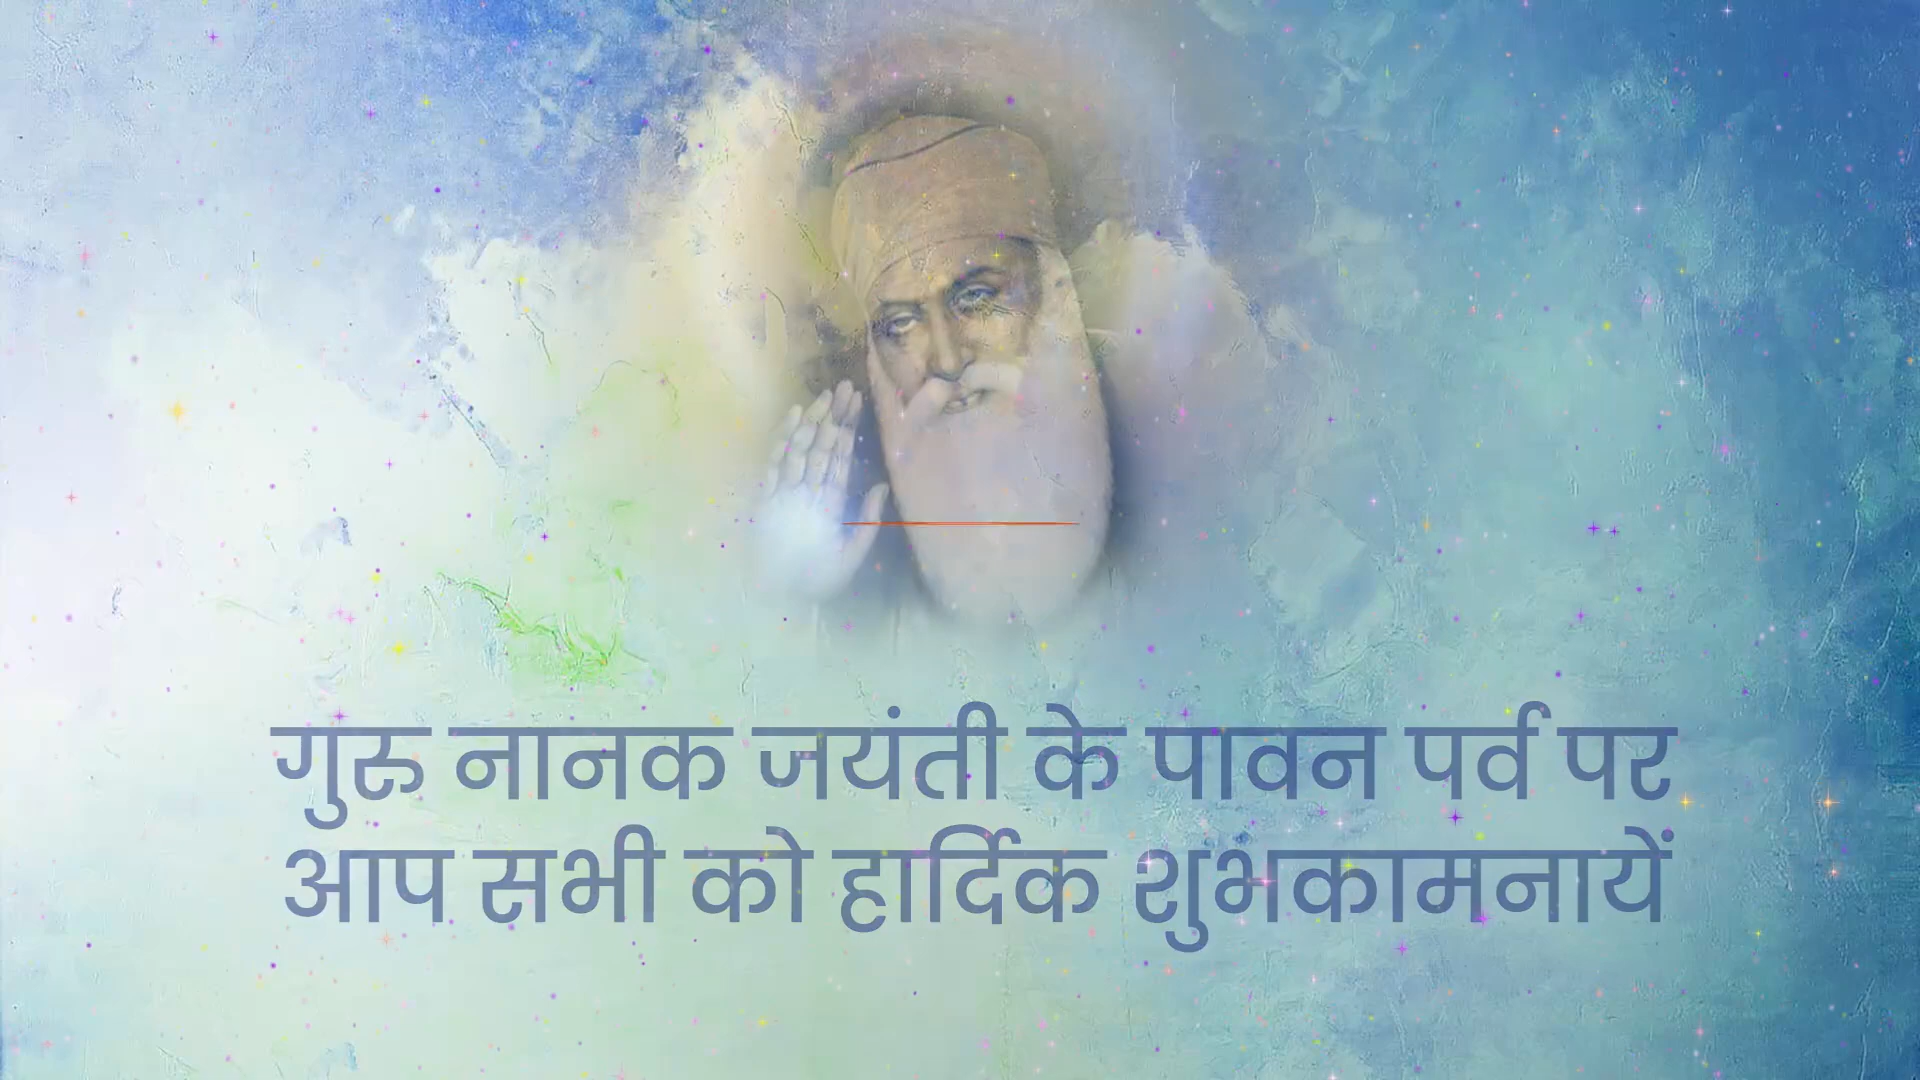 गुरु नानक जयंती के पावन पर्व पर
आप सभी को हार्दिक शुभकामनायें